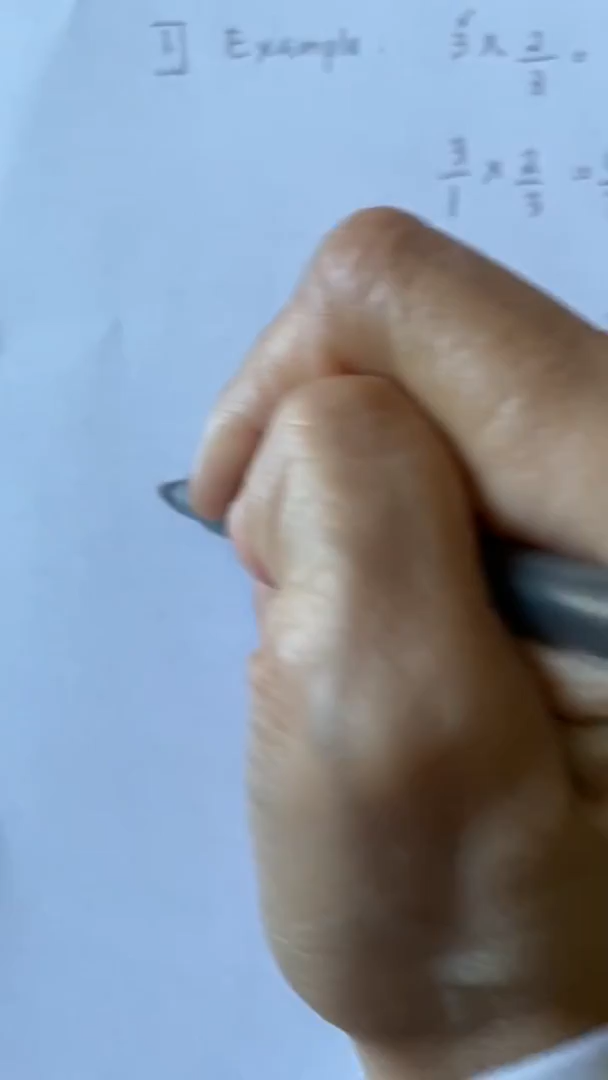 1 Example : 3 × 2/3 =
3/1 × 2/3 =